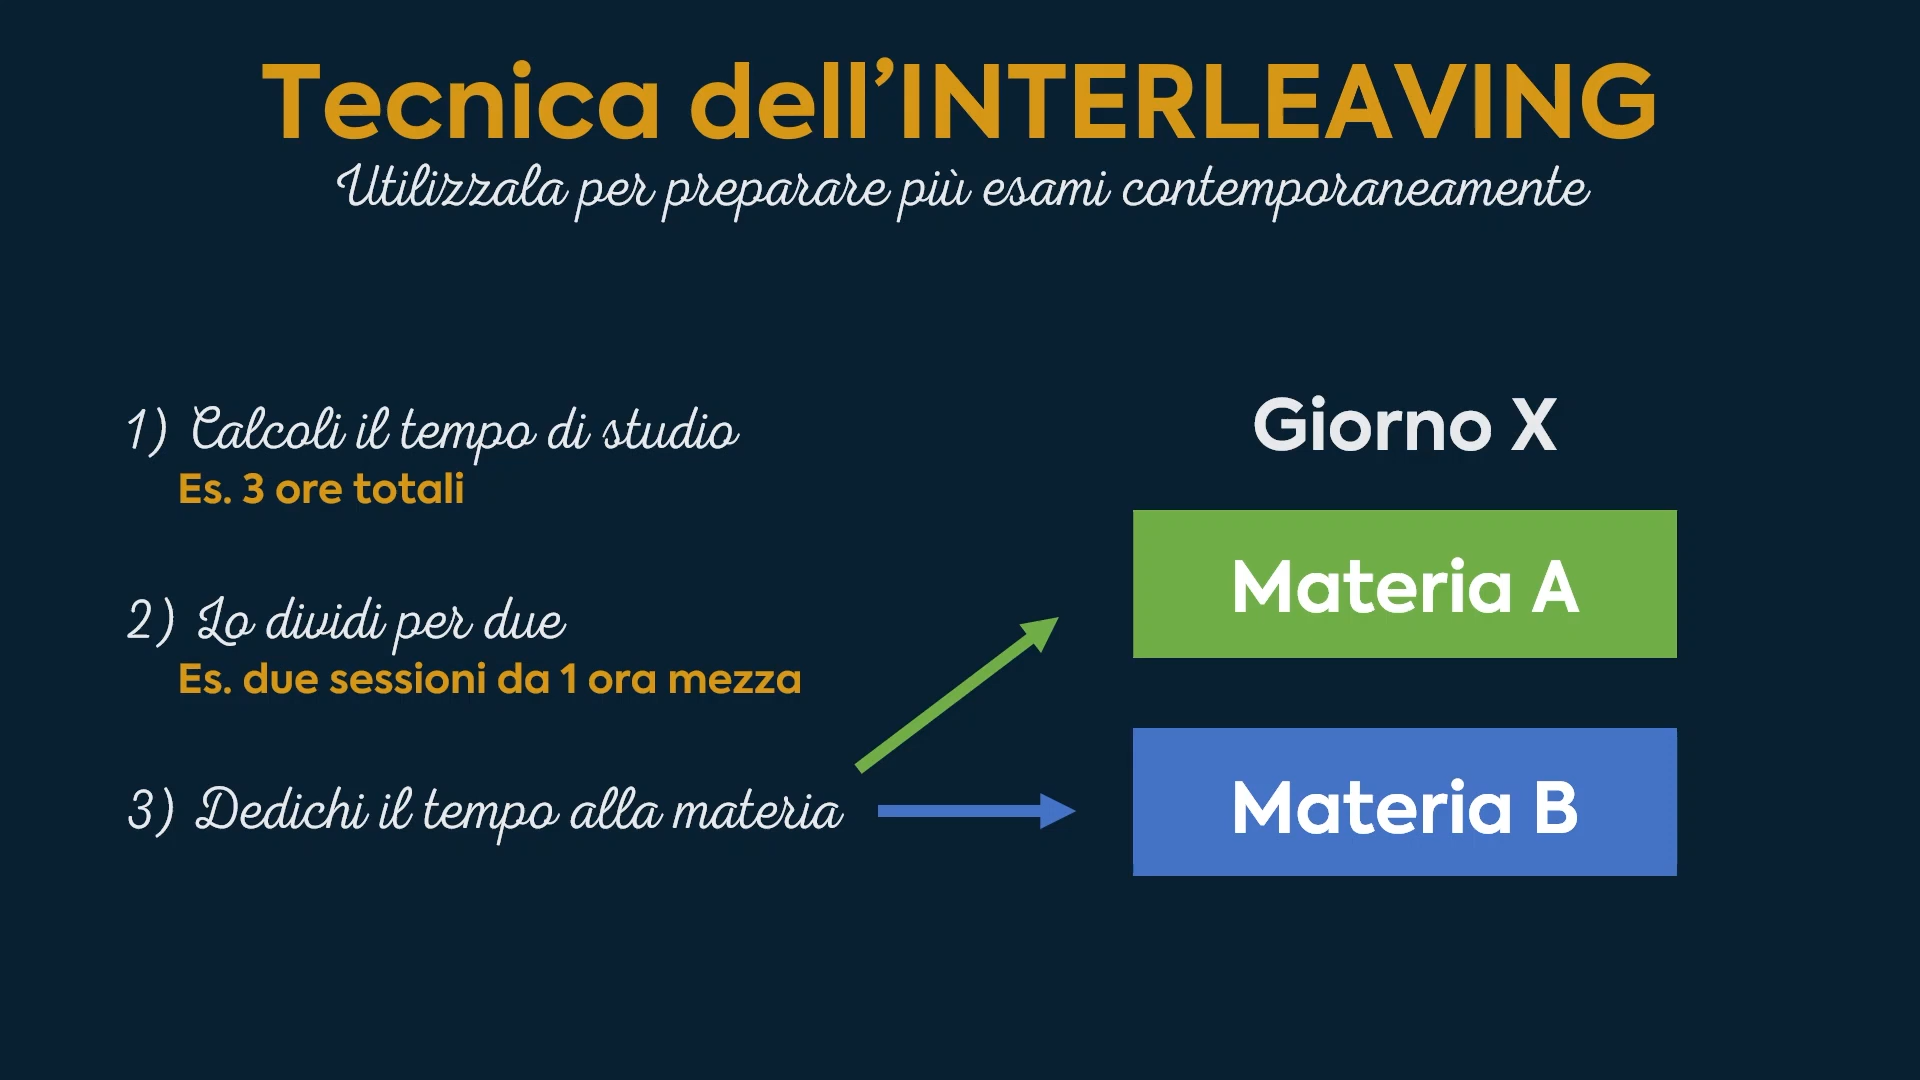 Tecnica dell’INTERLEAVING
Utilizzala per preparare più esami contemporaneamente
1) Calcoli il tempo di studio
Es. 3 ore totali
2) Lo dividi per due
Es. due sessioni da 1 ora mezza
3) Dedichi il tempo alla materia
Giorno X
Materia A
Materia B